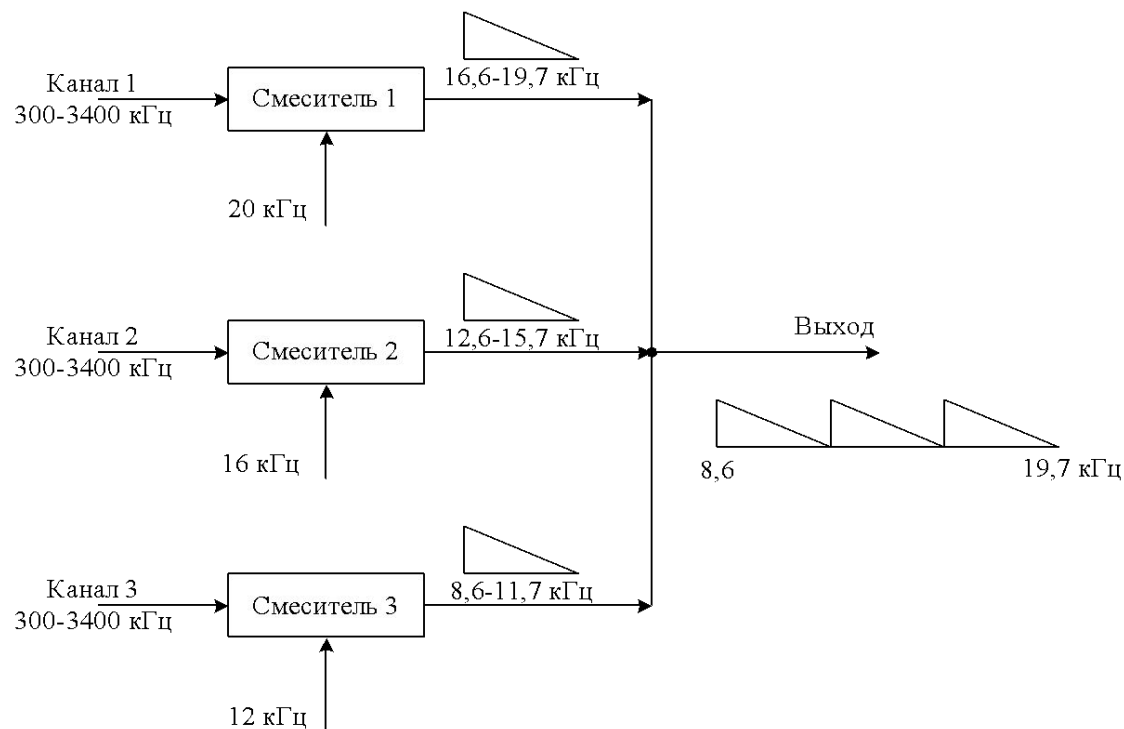 Канал 1
300-3400 кГц
Смеситель 1
16,6-19,7 кГц
20 кГц
Канал 2
300-3400 кГц
Смеситель 2
12,6-15,7 кГц
Выход
16 кГц
8,6
19,7 кГц
Канал 3
300-3400 кГц
Смеситель 3
8,6-11,7 кГц
12 кГц